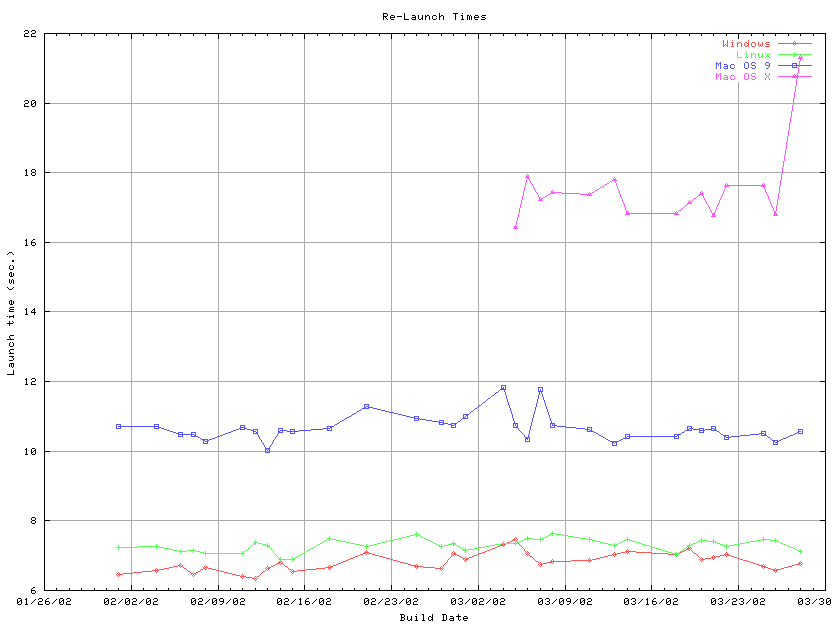 Re-Launch Times
22
Windows
Linux
Mac OS 9
Mac OS X
20
18
16
14
12
10
8
6
Launch time (sec.)
01/26/02 02/02/02 02/09/02 02/16/02 02/23/02 03/02/02 03/09/02 03/16/02 03/23/02 03/30
Build Date